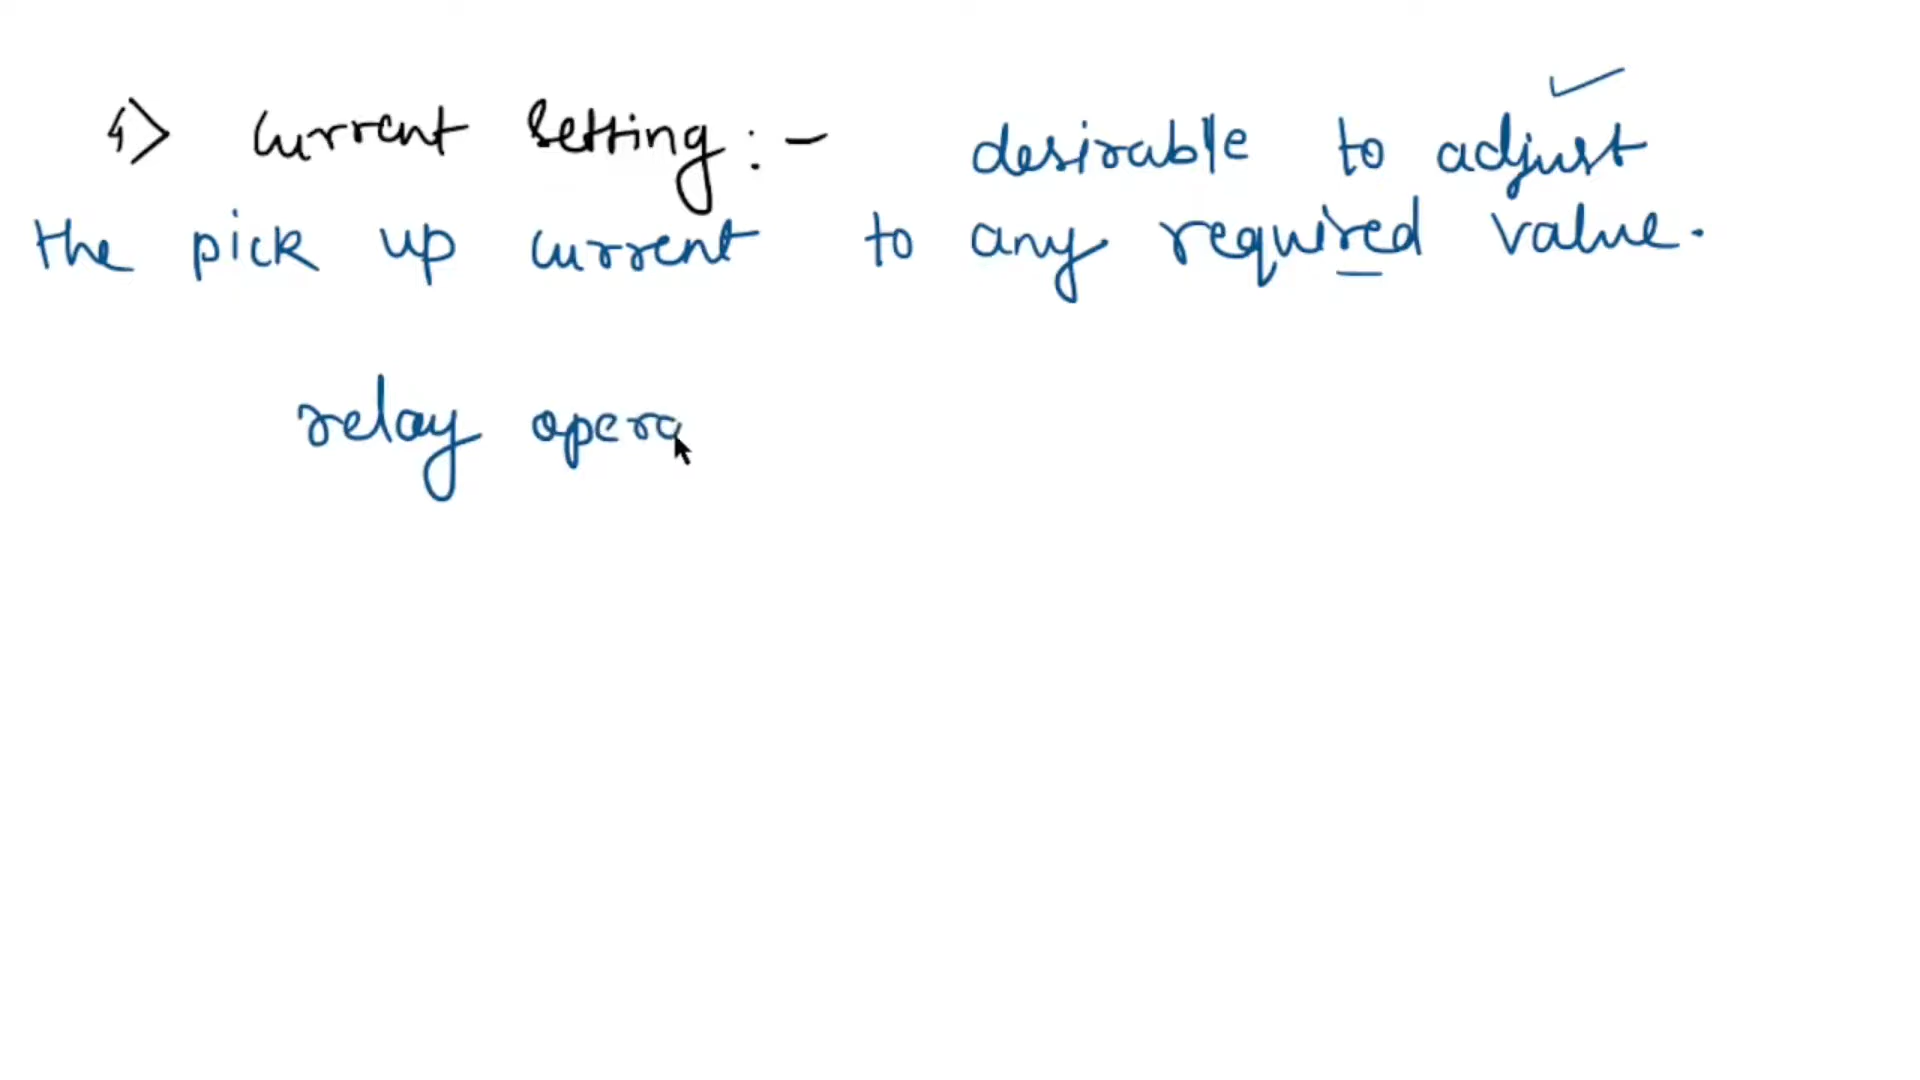 4> Current Setting :- desirable to adjust
the pick up current to any required value.
relay opera